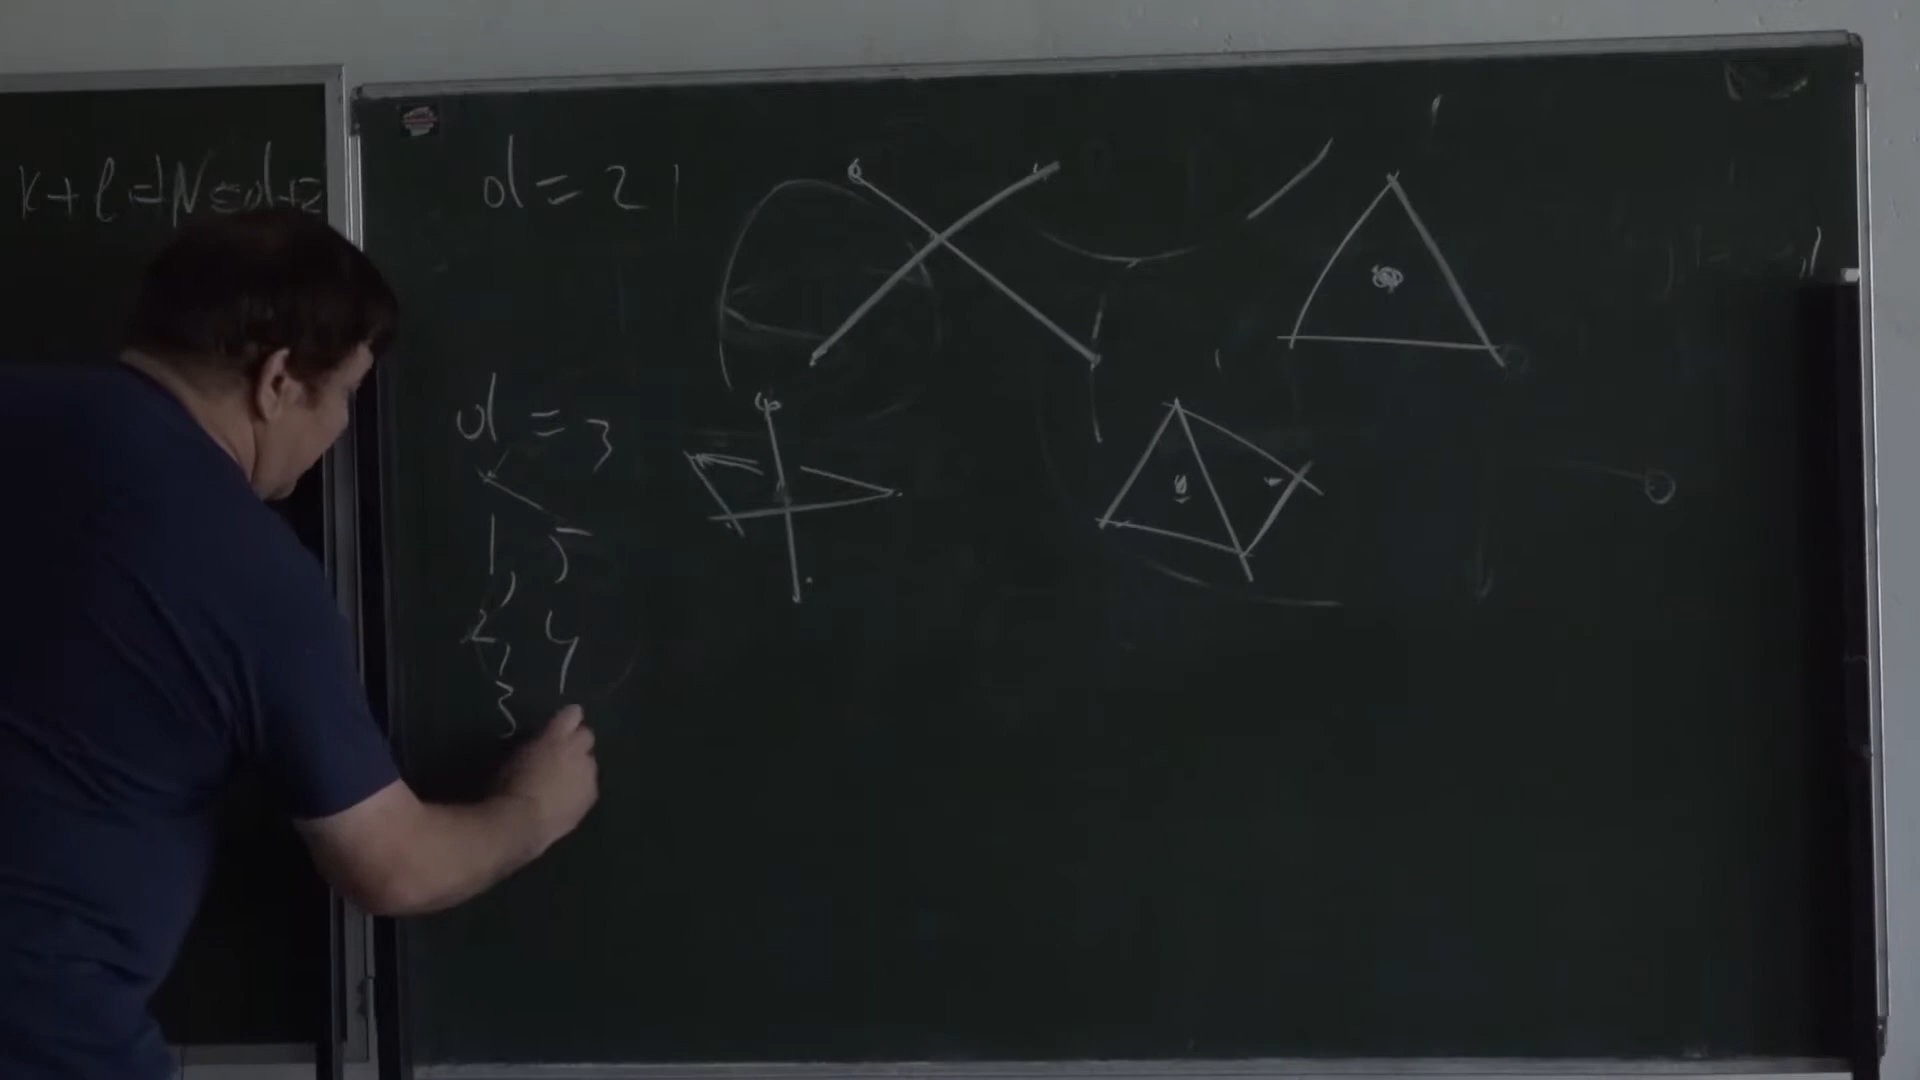 k + l = N = d + 2
d = 2
d = 3
1, 5
2, 4
3